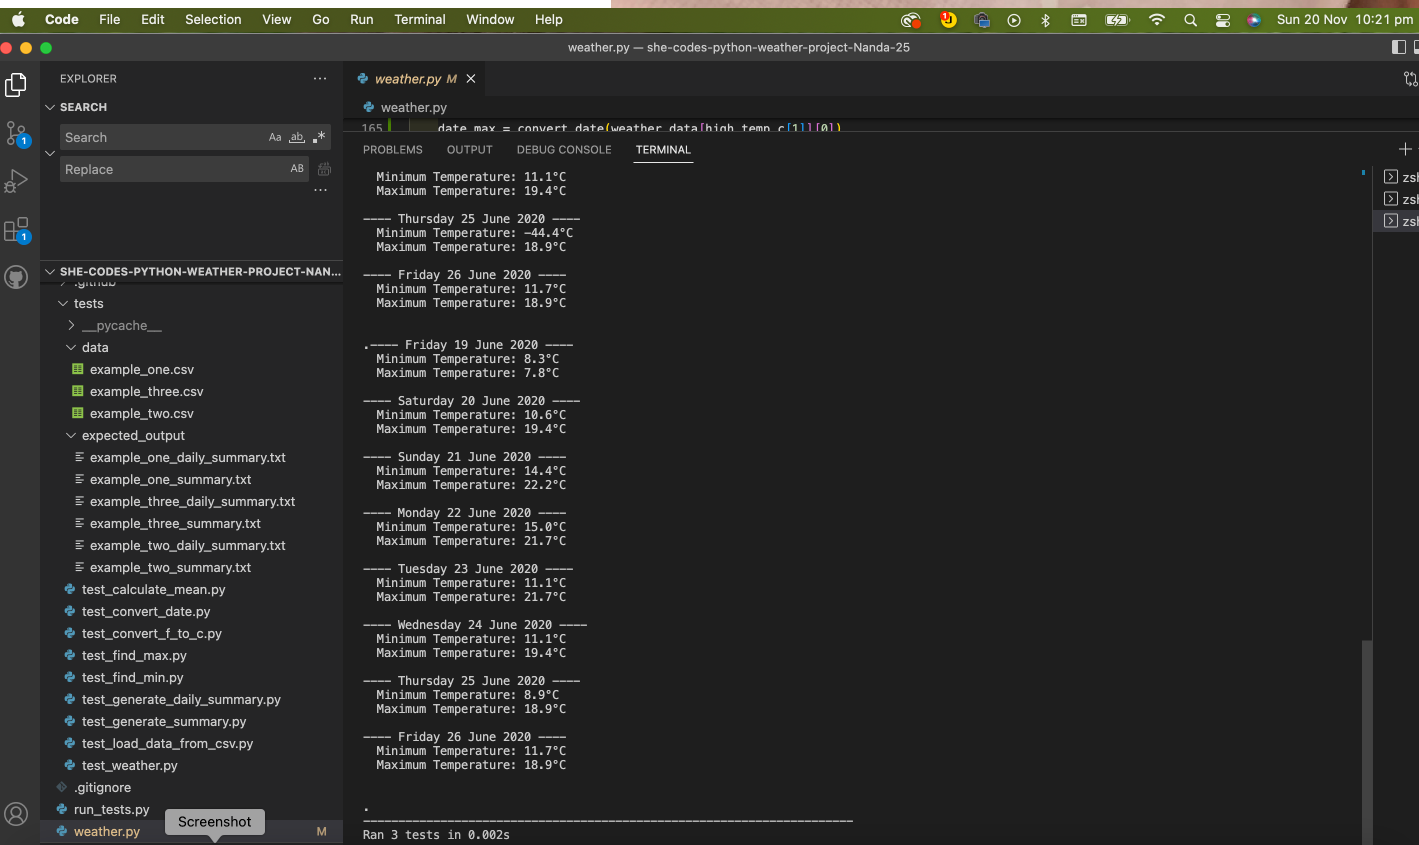 Code File Edit Selection View Go Run Terminal Window Help
1
Sun 20 Nov 10:21 pm
weather.py — she-codes-python-weather-project-Nanda-25
EXPLORER
SEARCH
Search Aa ab
Replace AB
1
1
SHE-CODES-PYTHON-WEATHER-PROJECT-NAN...
.github
tests
__pycache__
data
example_one.csv
example_three.csv
example_two.csv
expected_output
example_one_daily_summary.txt
example_one_summary.txt
example_three_daily_summary.txt
example_three_summary.txt
example_two_daily_summary.txt
example_two_summary.txt
test_calculate_mean.py
test_convert_date.py
test_convert_f_to_c.py
test_find_max.py
test_find_min.py
test_generate_daily_summary.py
test_generate_summary.py
test_load_data_from_csv.py
test_weather.py
.gitignore
run_tests.py
weather.py M
Screenshot
weather.py M
weather.py
165 date_max = convert_date(weather_data[high_temp_c[1]][0])
PROBLEMS OUTPUT DEBUG CONSOLE TERMINAL
Minimum Temperature: 11.1°C
Maximum Temperature: 19.4°C
---- Thursday 25 June 2020 ----
Minimum Temperature: -44.4°C
Maximum Temperature: 18.9°C
---- Friday 26 June 2020 ----
Minimum Temperature: 11.7°C
Maximum Temperature: 18.9°C
.---- Friday 19 June 2020 ----
Minimum Temperature: 8.3°C
Maximum Temperature: 7.8°C
---- Saturday 20 June 2020 ----
Minimum Temperature: 10.6°C
Maximum Temperature: 19.4°C
---- Sunday 21 June 2020 ----
Minimum Temperature: 14.4°C
Maximum Temperature: 22.2°C
---- Monday 22 June 2020 ----
Minimum Temperature: 15.0°C
Maximum Temperature: 21.7°C
---- Tuesday 23 June 2020 ----
Minimum Temperature: 11.1°C
Maximum Temperature: 21.7°C
---- Wednesday 24 June 2020 ----
Minimum Temperature: 11.1°C
Maximum Temperature: 19.4°C
---- Thursday 25 June 2020 ----
Minimum Temperature: 8.9°C
Maximum Temperature: 18.9°C
---- Friday 26 June 2020 ----
Minimum Temperature: 11.7°C
Maximum Temperature: 18.9°C
.
----------------------------------------------------------------------
Ran 3 tests in 0.002s
zsh
zsh
zsh